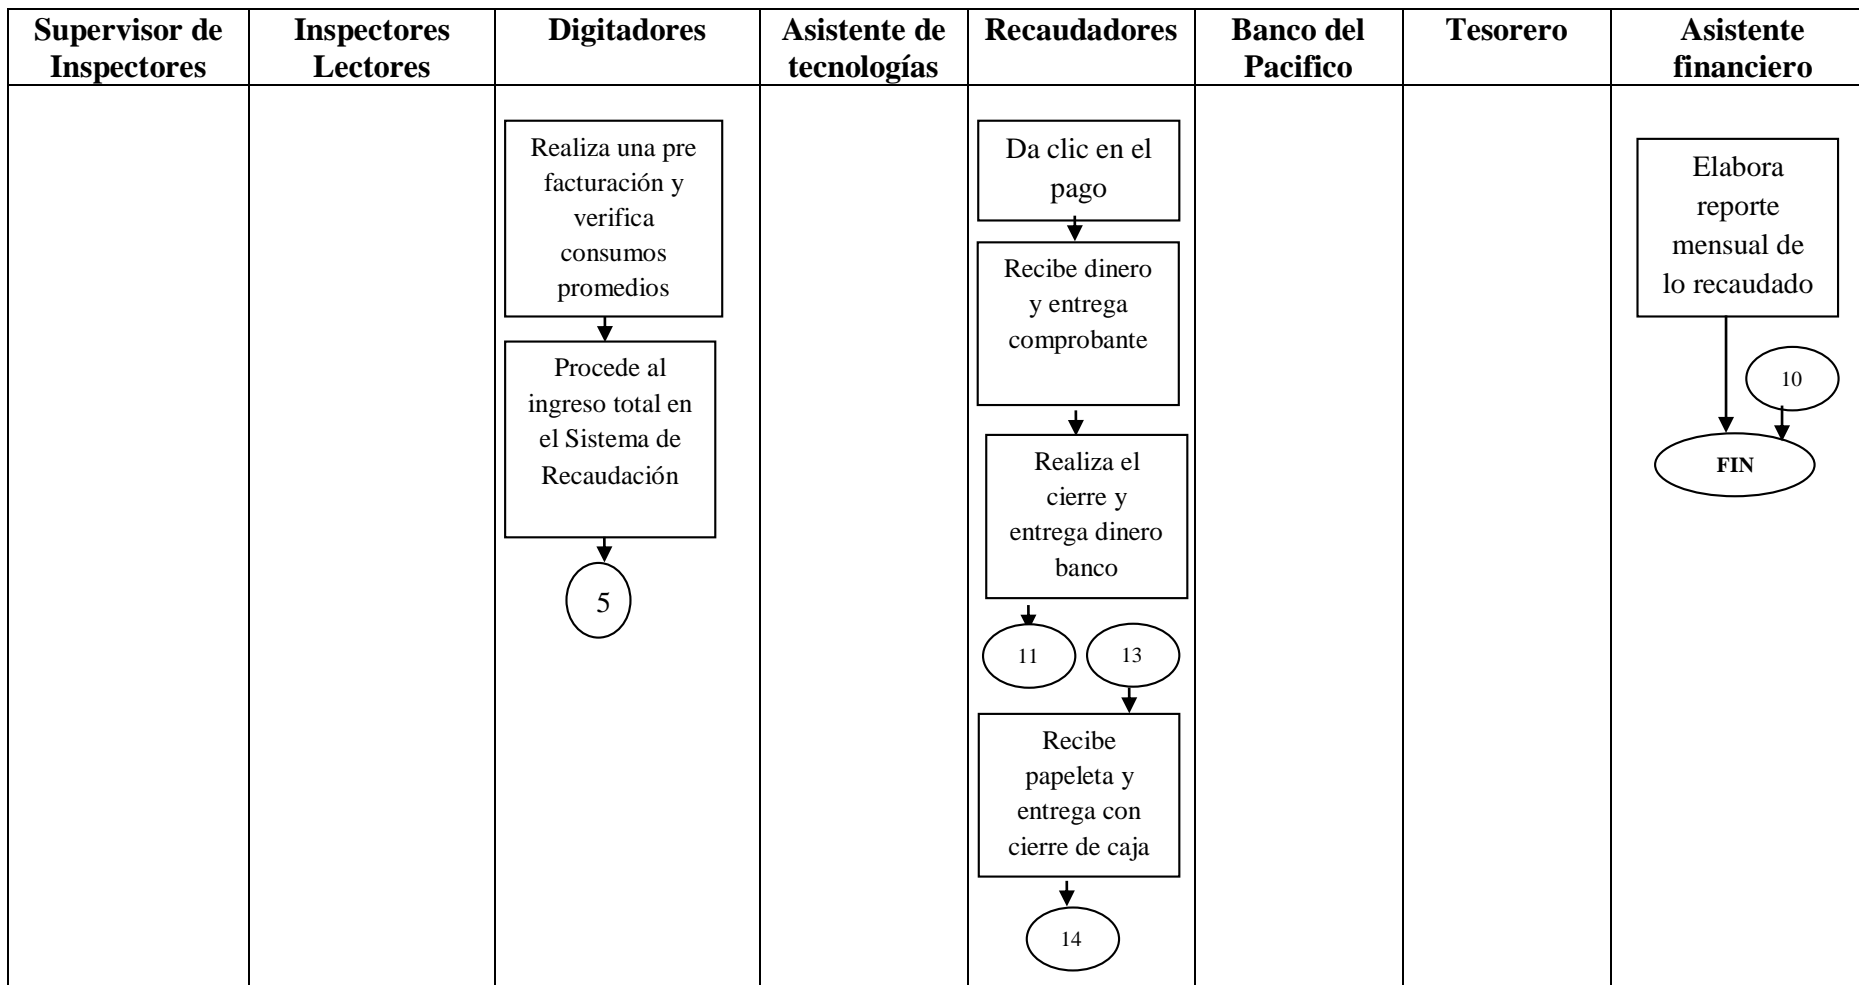 Supervisor de
Inspectores
Inspectores
Lectores
Digitadores
Asistente de
tecnologías
Recaudadores
Banco del
Pacifico
Tesorero
Asistente
financiero
Realiza una pre
facturación y
verifica
consumos
promedios
Procede al
ingreso total en
el Sistema de
Recaudación
5
Da clic en el
pago
Recibe dinero
y entrega
comprobante
Realiza el
cierre y
entrega dinero
banco
11
13
Recibe
papeleta y
entrega con
cierre de caja
14
Elabora
reporte
mensual de
lo recaudado
10
FIN